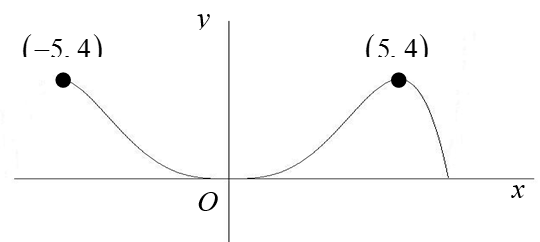 y
(−5, 4)
(5, 4)
O
x